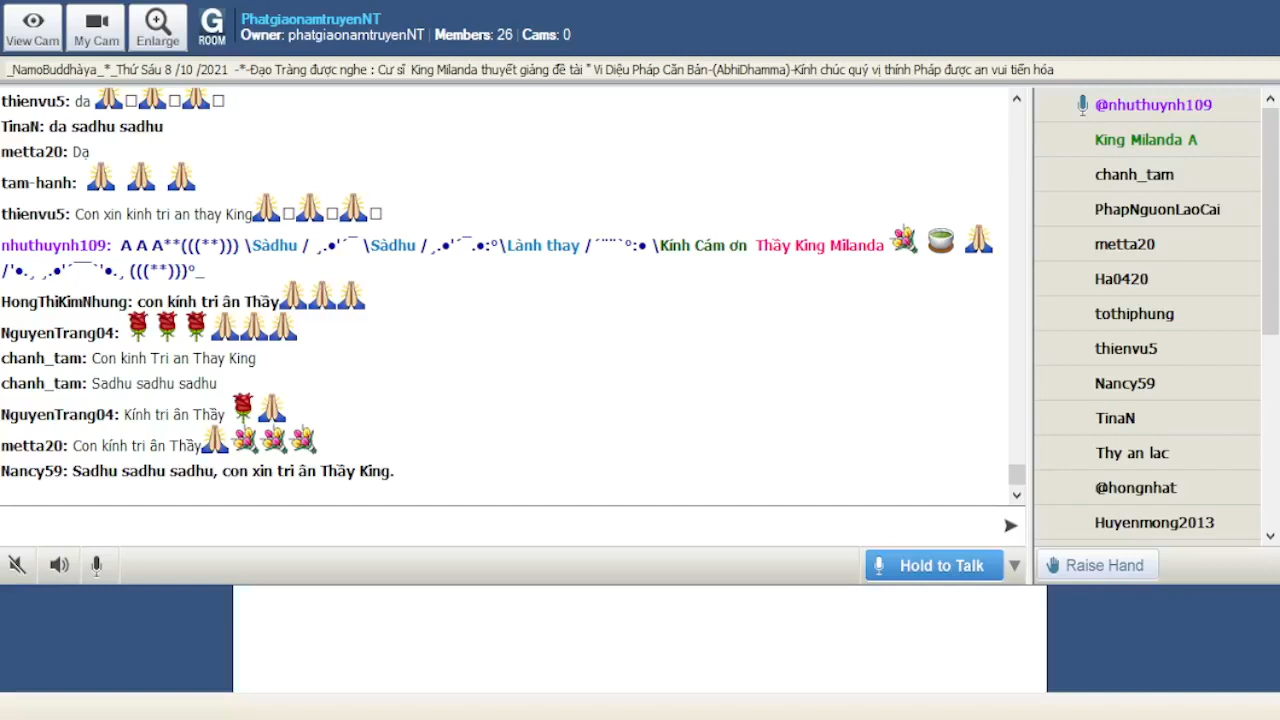 View Cam
My Cam
Enlarge
G
ROOM
PhatgiaonamtruyenNT
Owner: phatgiaonamtruyenNT | Members: 26 | Cams: 0
_NamoBuddhàya_*_Thứ Sáu 8 /10 /2021 -*-Đạo Tràng được nghe : Cư sĩ King Milanda thuyết giảng đề tài " Vi Diệu Pháp Căn Bản-(AbhiDhamma)-Kính chúc quý vị thính Pháp được an vui tiến hóa
thienvu5: da 🙏□🙏□🙏□
TinaN: da sadhu sadhu
metta20: Dạ
tam-hanh: 🙏 🙏 🙏
thienvu5: Con xin kinh tri an thay King🙏□🙏□🙏□
nhuthuynh109: A A A**(((**))) \Sàdhu / ¸.●'´¯ \Sàdhu /¸.●'´¯.●:º\Lành thay /´¨¨`º:● \Kính Cám ơn Thầy King Milanda 💐 🍵 🙏
/'●.¸ ¸.●'´¯¯`'●.¸ (((**)))º_
HongThiKimNhung: con kính tri ân Thầy🙏🙏🙏
NguyenTrang04: 🌹🌹🌹🙏🙏🙏
chanh_tam: Con kinh Tri an Thay King
chanh_tam: Sadhu sadhu sadhu
NguyenTrang04: Kính tri ân Thầy 🌹🙏
metta20: Con kính tri ân Thầy🙏💐💐💐
Nancy59: Sadhu sadhu sadhu, con xin tri ân Thầy King.
Hold to Talk
@nhuthuynh109
King Milanda A
chanh_tam
PhapNguonLaoCai
metta20
Ha0420
tothiphung
thienvu5
Nancy59
TinaN
Thy an lac
@hongnhat
Huyenmong2013
Raise Hand